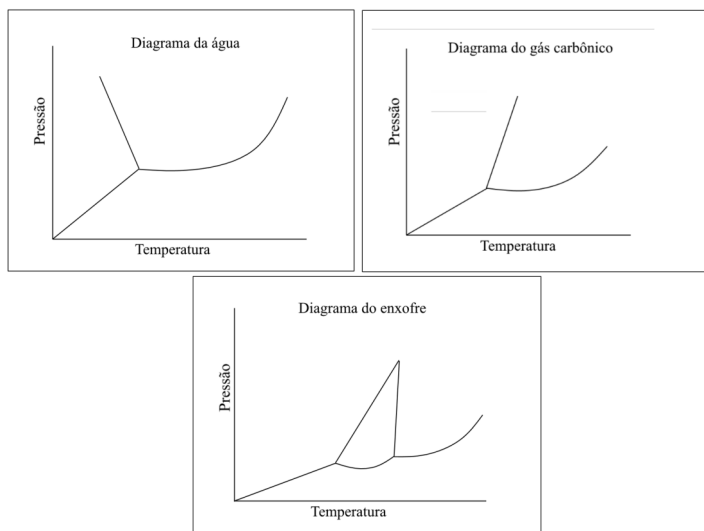 Diagrama da água
Pressão
Temperatura
Diagrama do gás carbônico
Pressão
Temperatura
Diagrama do enxofre
Pressão
Temperatura